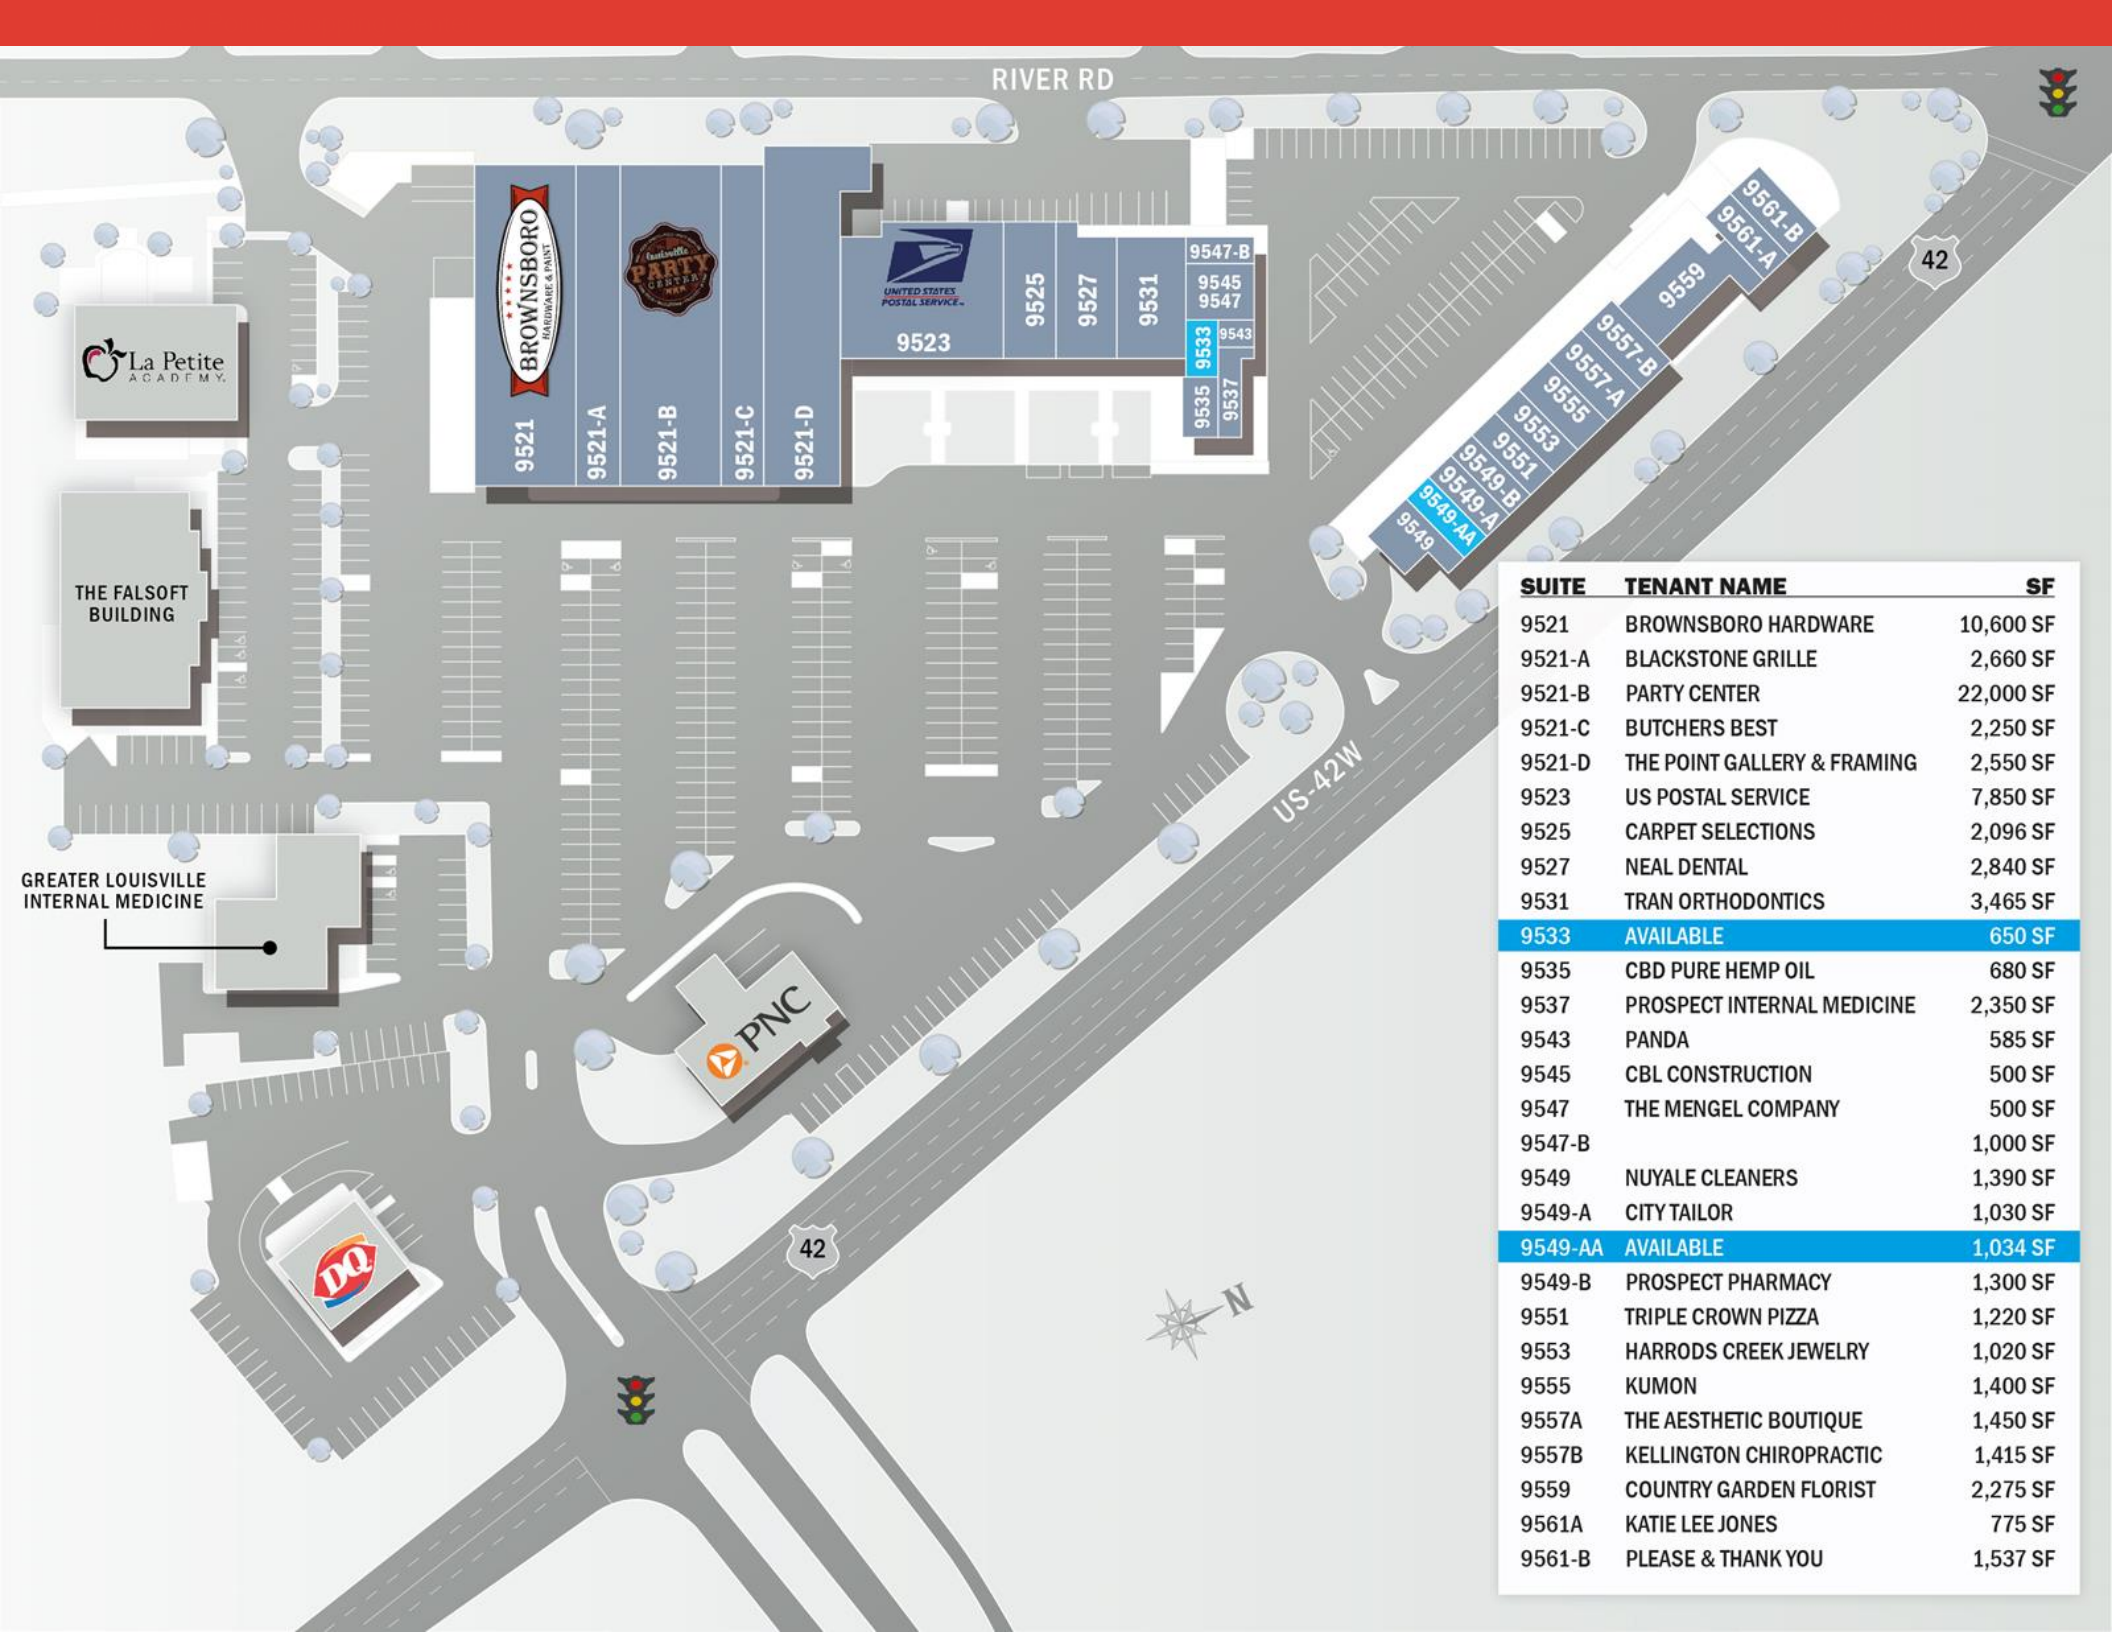 RIVER RD
42
9561-B
9561-A
9559
9557-B
9557-A
9555
9553
9551
9549-B
9549-A
9549-AA
9549
BROWNSBORO
HARDWARE & PAINT
9521
9521-A
Louisville
PARTY
CENTER
9521-B
9521-C
9521-D
UNITED STATES
POSTAL SERVICE
9523
9525
9527
9531
9547-B
9545
9547
9533
9543
9535
9537
La Petite
ACADEMY.
THE FALSOFT
BUILDING
GREATER LOUISVILLE
INTERNAL MEDICINE
PNC
DQ
US-42W
42
N
SUITE TENANT NAME SF
9521 BROWNSBORO HARDWARE 10,600 SF
9521-A BLACKSTONE GRILLE 2,660 SF
9521-B PARTY CENTER 22,000 SF
9521-C BUTCHERS BEST 2,250 SF
9521-D THE POINT GALLERY & FRAMING 2,550 SF
9523 US POSTAL SERVICE 7,850 SF
9525 CARPET SELECTIONS 2,096 SF
9527 NEAL DENTAL 2,840 SF
9531 TRAN ORTHODONTICS 3,465 SF
9533 AVAILABLE 650 SF
9535 CBD PURE HEMP OIL 680 SF
9537 PROSPECT INTERNAL MEDICINE 2,350 SF
9543 PANDA 585 SF
9545 CBL CONSTRUCTION 500 SF
9547 THE MENGEL COMPANY 500 SF
9547-B 1,000 SF
9549 NUYALE CLEANERS 1,390 SF
9549-A CITY TAILOR 1,030 SF
9549-AA AVAILABLE 1,034 SF
9549-B PROSPECT PHARMACY 1,300 SF
9551 TRIPLE CROWN PIZZA 1,220 SF
9553 HARRODS CREEK JEWELRY 1,020 SF
9555 KUMON 1,400 SF
9557A THE AESTHETIC BOUTIQUE 1,450 SF
9557B KELLINGTON CHIROPRACTIC 1,415 SF
9559 COUNTRY GARDEN FLORIST 2,275 SF
9561A KATIE LEE JONES 775 SF
9561-B PLEASE & THANK YOU 1,537 SF